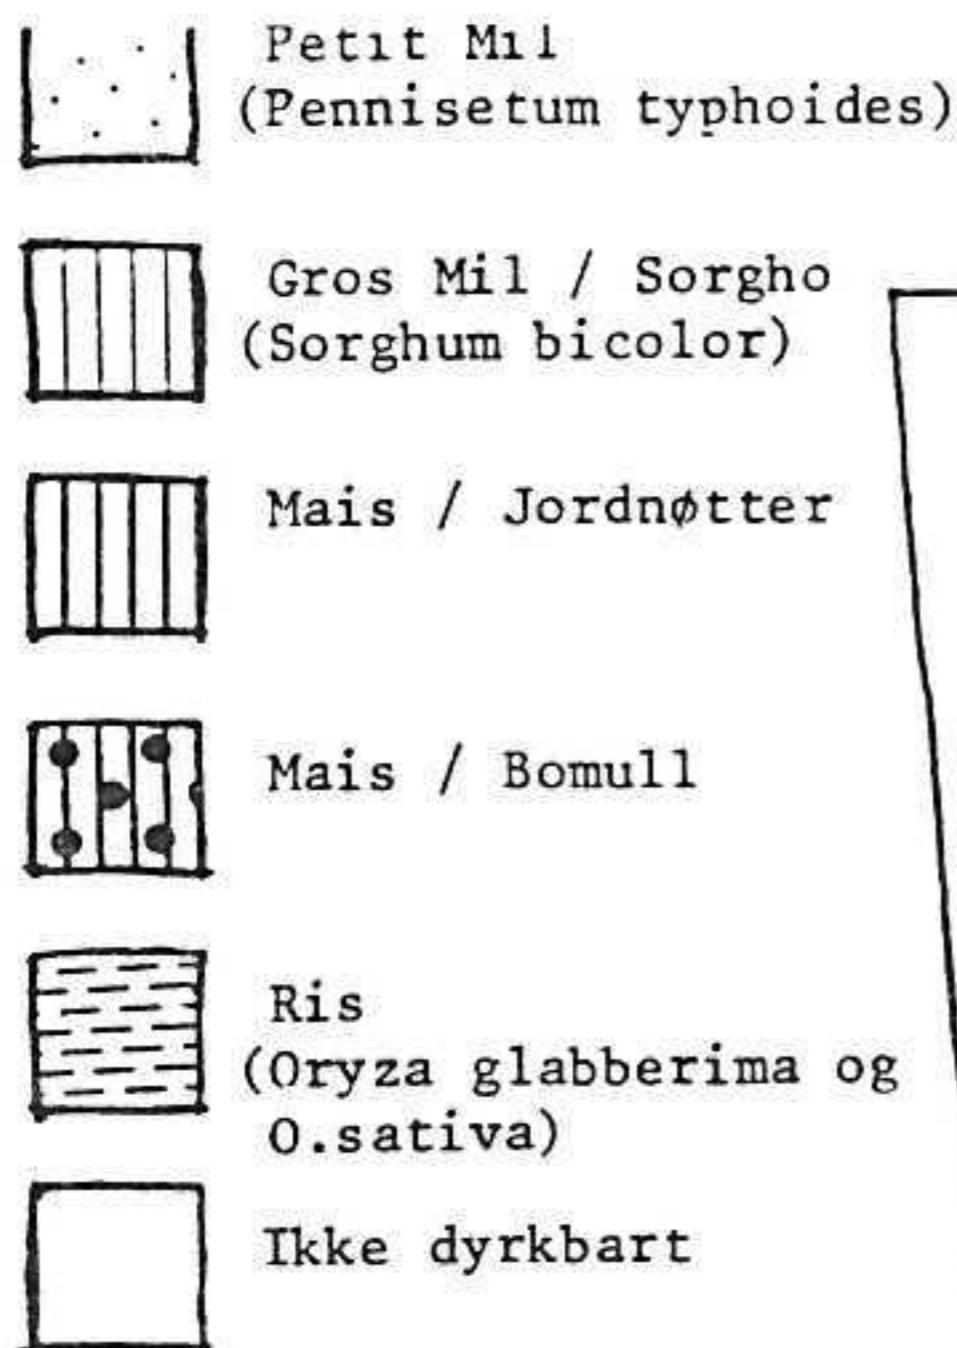 Petit Mil
(Pennisetum typhoides)
Gros Mil / Sorgho
(Sorghum bicolor)
Mais / Jordnøtter
Mais / Bomull
Ris
(Oryza glabberima og
O.sativa)
Ikke dyrkbart